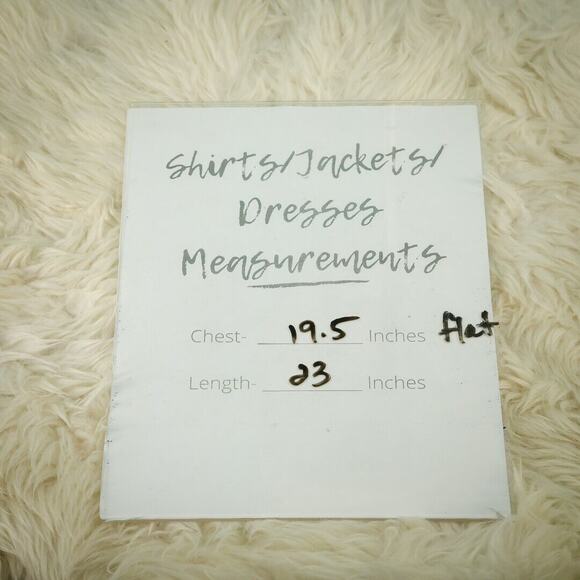 Shirts/Jackets/
Dresses
Measurements
Chest- 19.5 Inches flat
Length- 23 Inches